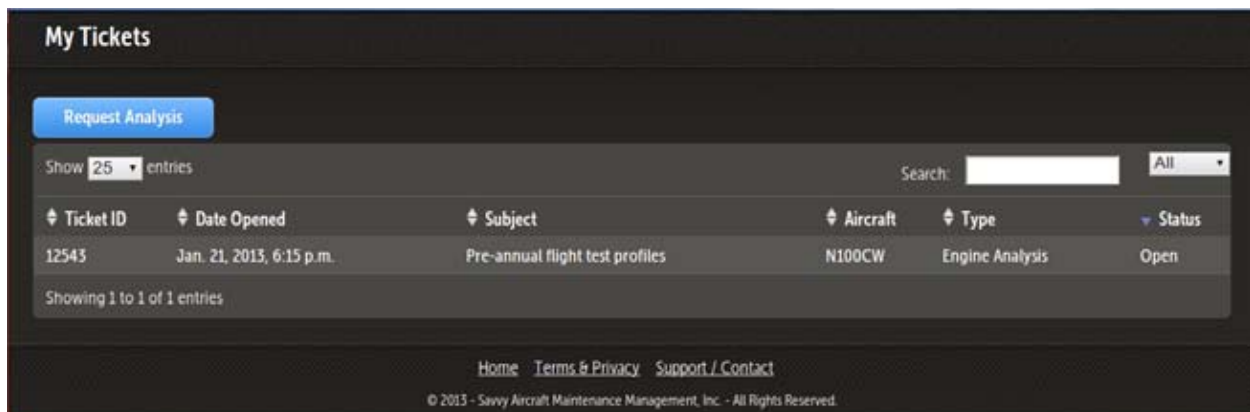 My Tickets
Request Analysis
Show 25 entries Search: All
Ticket ID Date Opened Subject Aircraft Type Status
12543 Jan. 21, 2013, 6:15 p.m. Pre-annual flight test profiles N100CW Engine Analysis Open
Showing 1 to 1 of 1 entries
Home Terms & Privacy Support / Contact
© 2013 - Savvy Aircraft Maintenance Management, Inc. - All Rights Reserved.